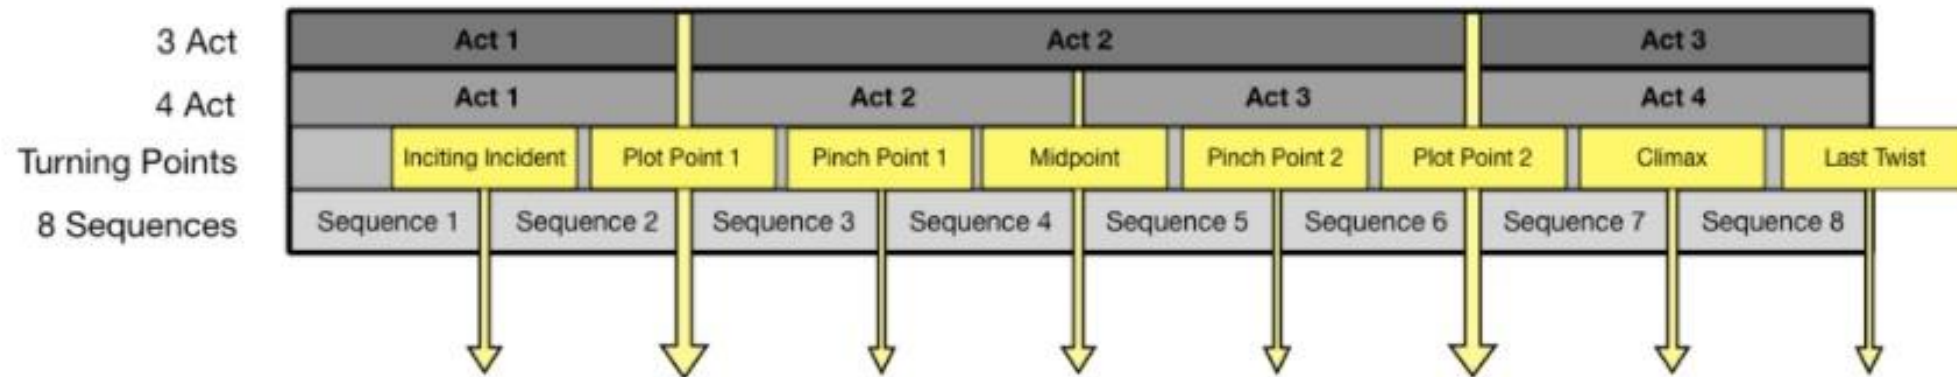 3 Act Act 1 Act 2 Act 3
4 Act Act 1 Act 2 Act 3 Act 4
Turning Points Inciting Incident Plot Point 1 Pinch Point 1 Midpoint Pinch Point 2 Plot Point 2 Climax Last Twist
8 Sequences Sequence 1 Sequence 2 Sequence 3 Sequence 4 Sequence 5 Sequence 6 Sequence 7 Sequence 8